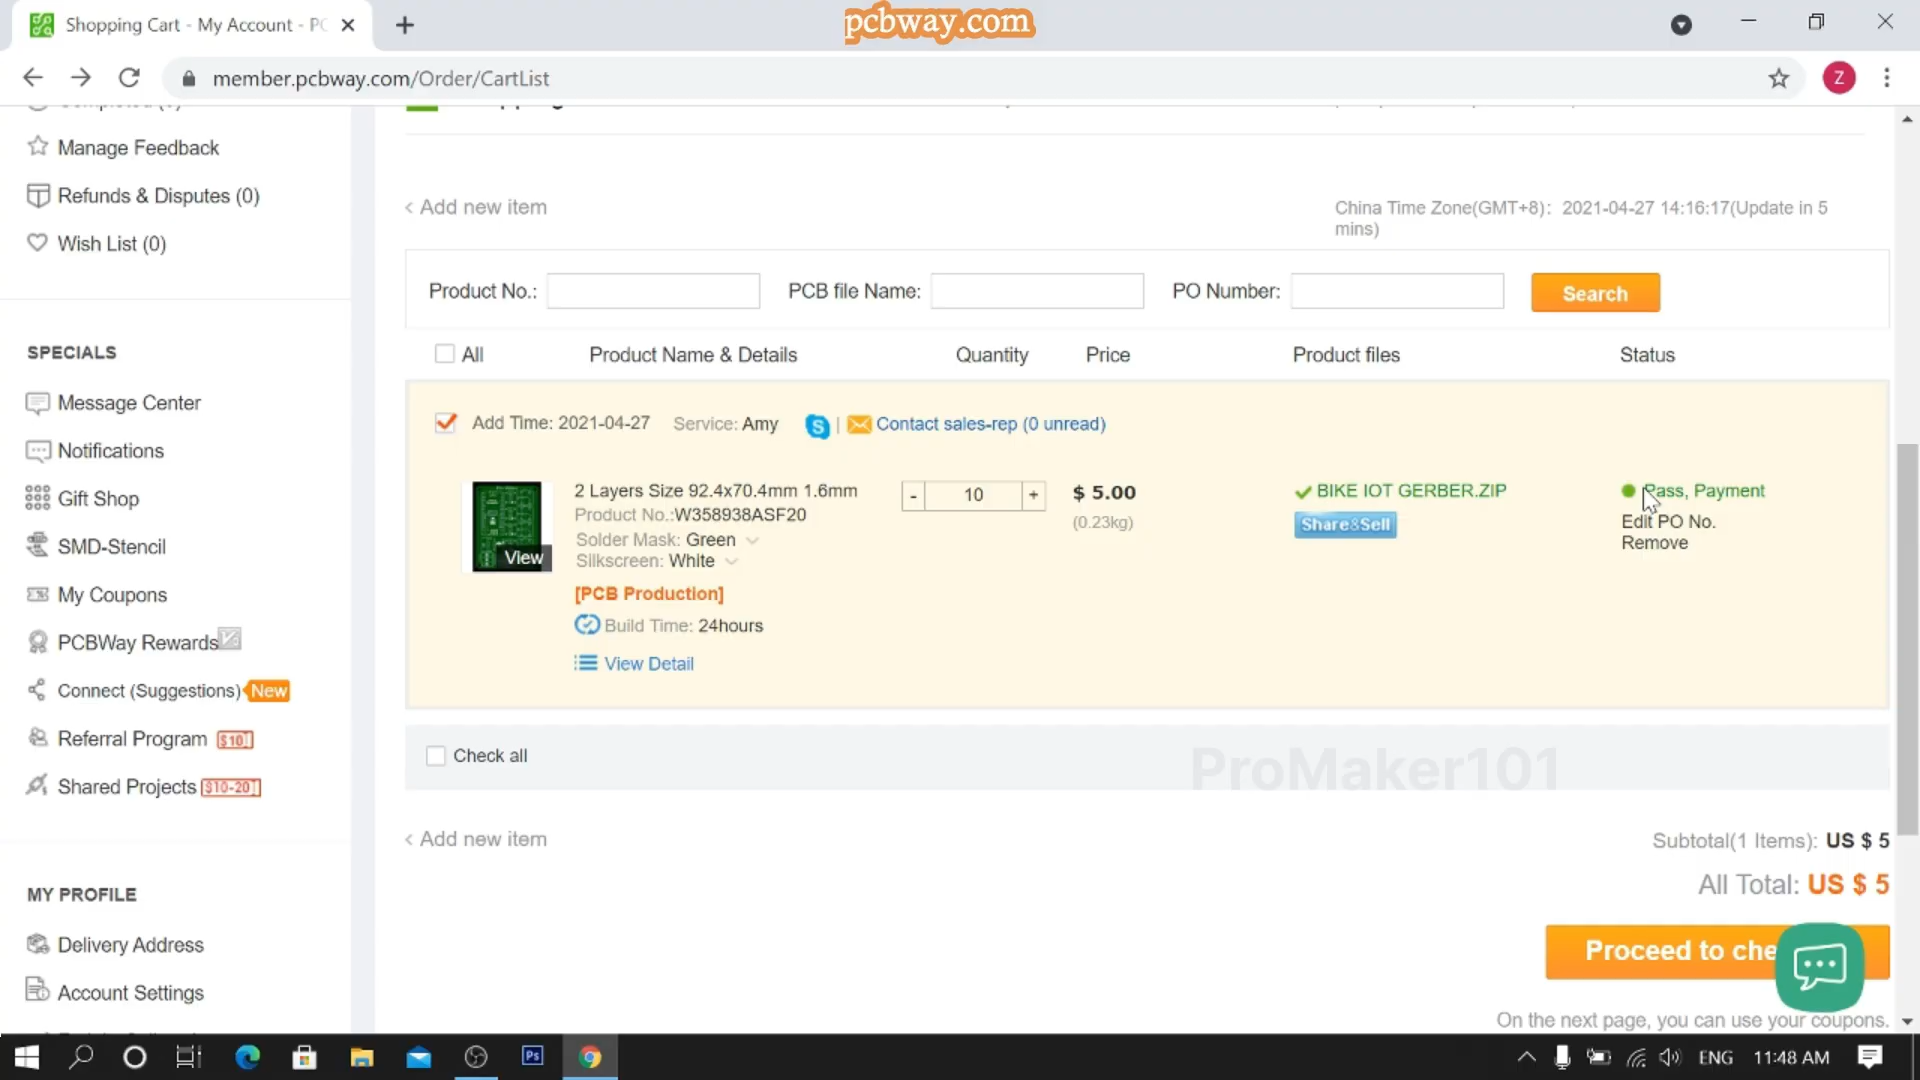 Shopping Cart - My Account - PC
pcbway.com
member.pcbway.com/Order/CartList
Manage Feedback
Refunds & Disputes (0)
Wish List (0)
SPECIALS
Message Center
Notifications
Gift Shop
SMD-Stencil
My Coupons
PCBWay Rewards
Connect (Suggestions) New
Referral Program $10
Shared Projects $10-20
MY PROFILE
Delivery Address
Account Settings
< Add new item
China Time Zone(GMT+8): 2021-04-27 14:16:17(Update in 5
mins)
Product No.:
PCB file Name:
PO Number:
Search
All
Product Name & Details
Quantity
Price
Product files
Status
Add Time: 2021-04-27 Service: Amy
Contact sales-rep (0 unread)
View
2 Layers Size 92.4x70.4mm 1.6mm
Product No.:W358938ASF20
Solder Mask: Green
Silkscreen: White
[PCB Production]
Build Time: 24hours
View Detail
- 10 +
$ 5.00
(0.23kg)
BIKE IOT GERBER.ZIP
Share&Sell
Pass, Payment
Edit PO No.
Remove
Check all
ProMaker101
< Add new item
Subtotal(1 Items): US $ 5
All Total: US $ 5
Proceed to che
On the next page, you can use your coupons.
Z
Ps
ENG
11:48 AM